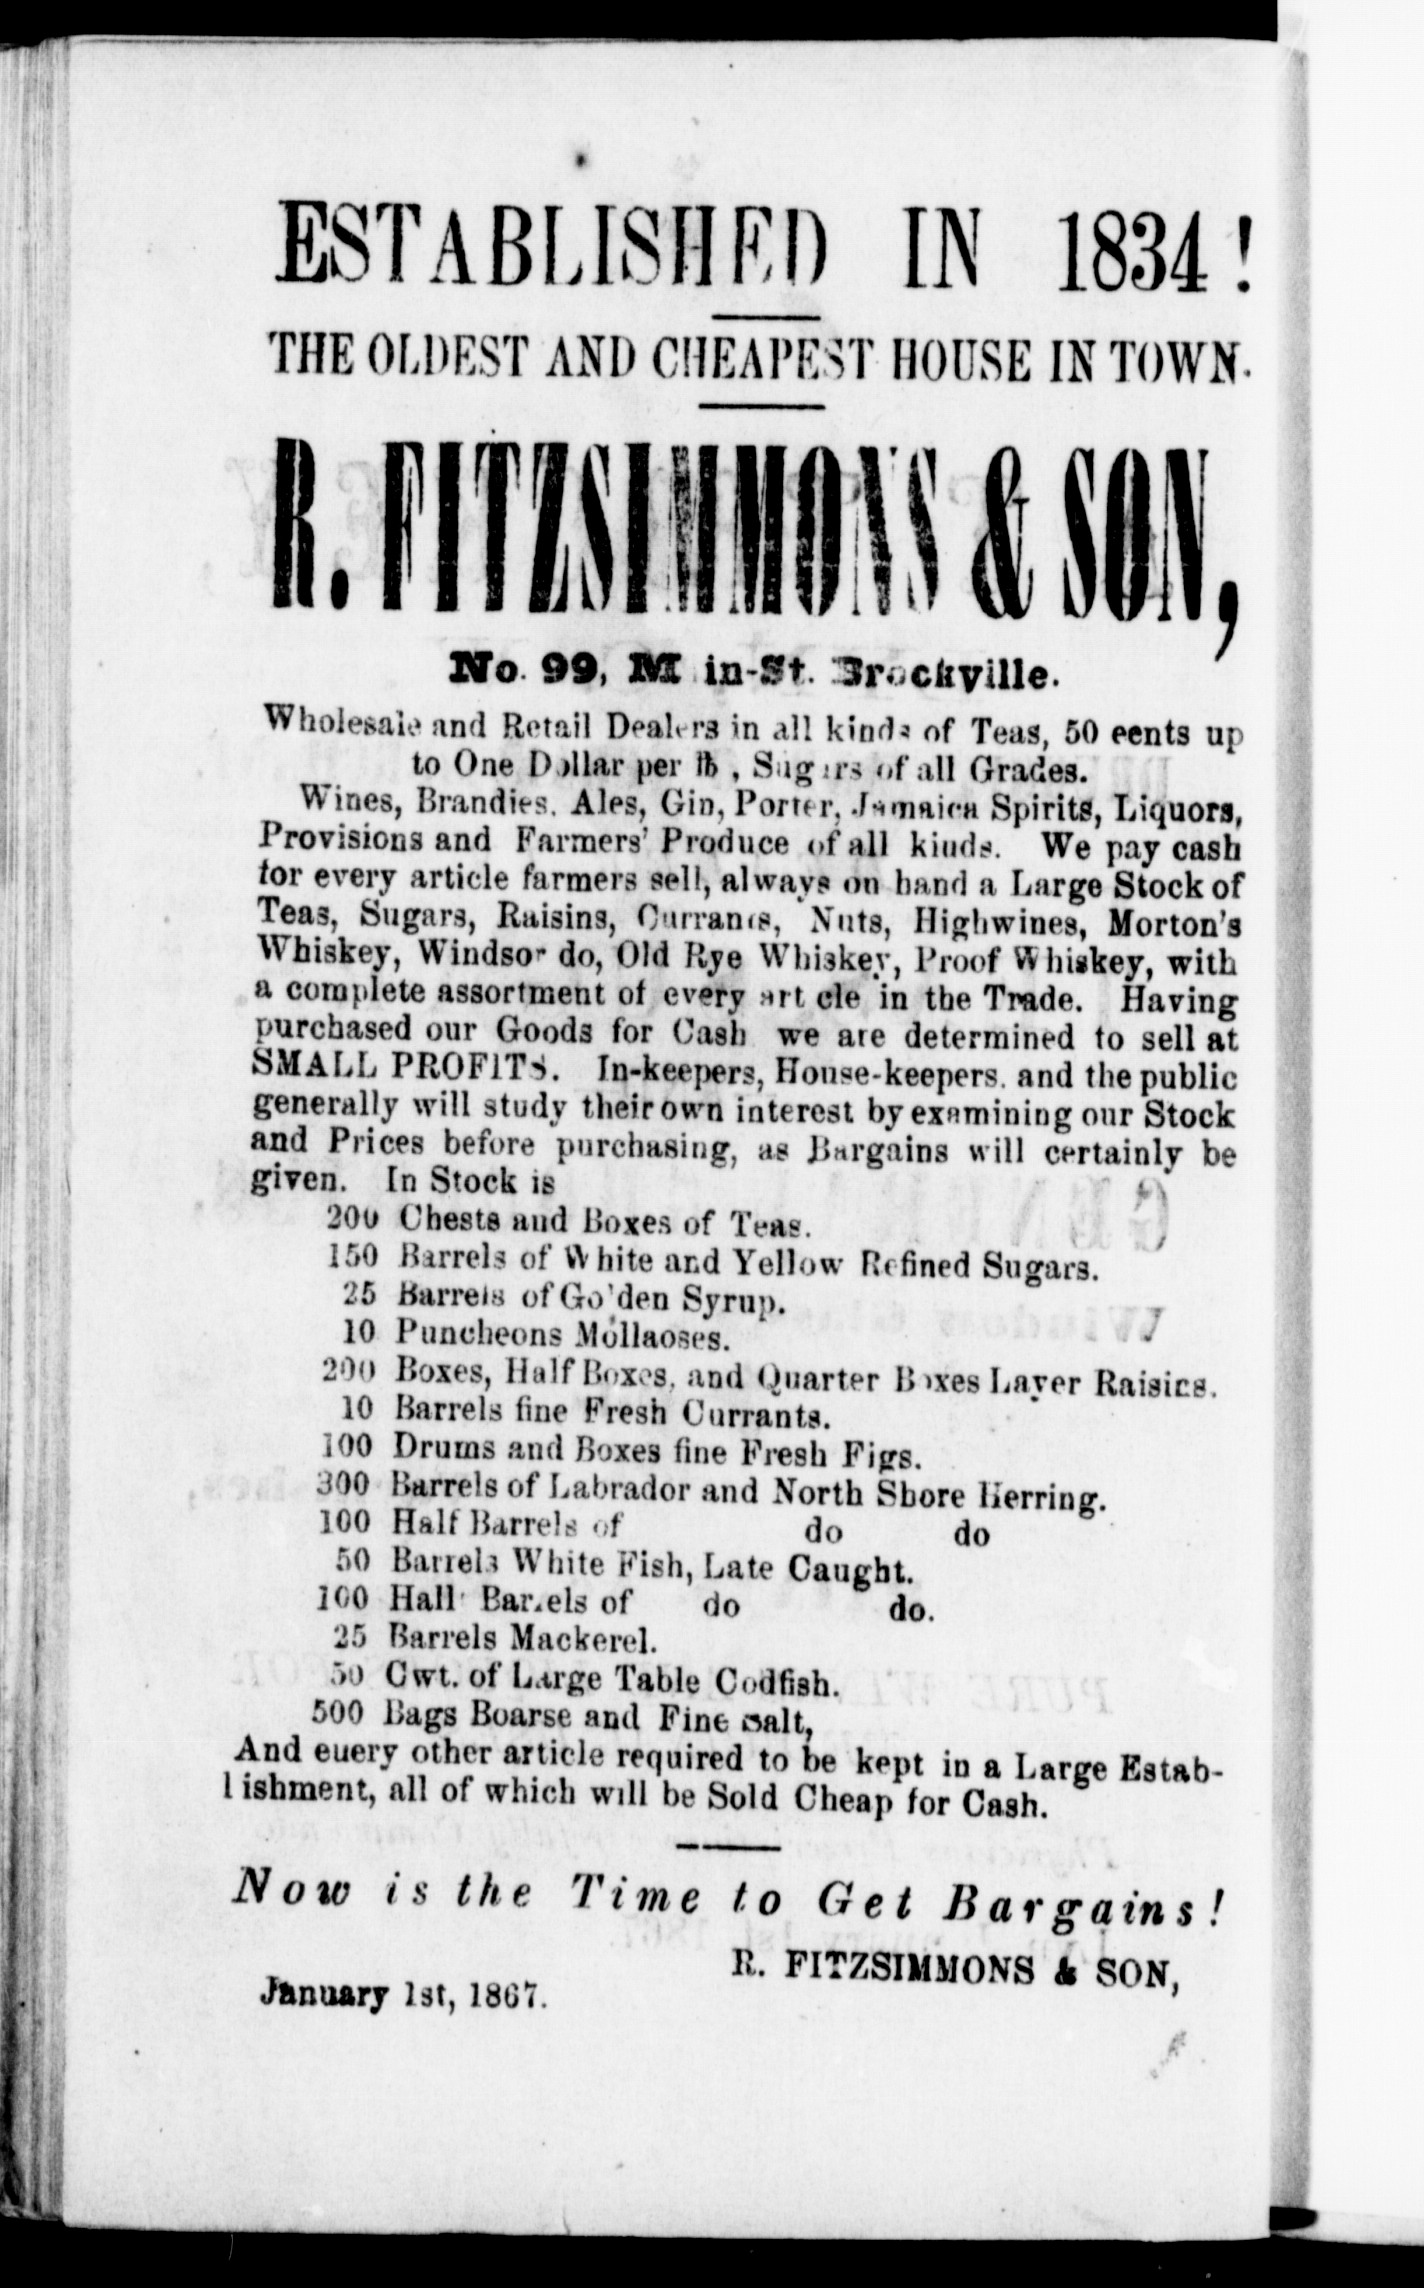 ESTABLISHED IN 1834!
THE OLDEST AND CHEAPEST HOUSE IN TOWN.
R. FITZSIMMONS & SON,
No. 99, Main-St. Brockville.
Wholesale and Retail Dealers in all kinds of Teas, 50 eents up
to One Dollar per ℔, Sugars of all Grades.
Wines, Brandies, Ales, Gin, Porter, Jamaica Spirits, Liquors,
Provisions and Farmers' Produce of all kiuds. We pay cash
for every article farmers sell, always on hand a Large Stock of
Teas, Sugars, Raisins, Currants, Nuts, Highwines, Morton's
Whiskey, Windsor do, Old Rye Whiskey, Proof Whiskey, with
a complete assortment of every art cle in the Trade. Having
purchased our Goods for Cash we are determined to sell at
SMALL PROFITS. In-keepers, House-keepers, and the public
generally will study their own interest by examining our Stock
and Prices before purchasing, as Bargains will certainly be
given. In Stock is
200 Chests and Boxes of Teas.
150 Barrels of White and Yellow Refined Sugars.
25 Barrels of Golden Syrup.
10 Puncheons Mollaoses.
200 Boxes, Half Boxes, and Quarter Boxes Layer Raisins.
10 Barrels fine Fresh Currants.
100 Drums and Boxes fine Fresh Figs.
300 Barrels of Labrador and North Shore Herring.
100 Half Barrels of do do
50 Barrels White Fish, Late Caught.
100 Half Barrels of do do.
25 Barrels Mackerel.
50 Cwt. of Large Table Codfish.
500 Bags Boarse and Fine Salt,
And euery other article required to be kept in a Large Estab-
lishment, all of which will be Sold Cheap for Cash.
Now is the Time to Get Bargains!
R. FITZSIMMONS & SON,
January 1st, 1867.